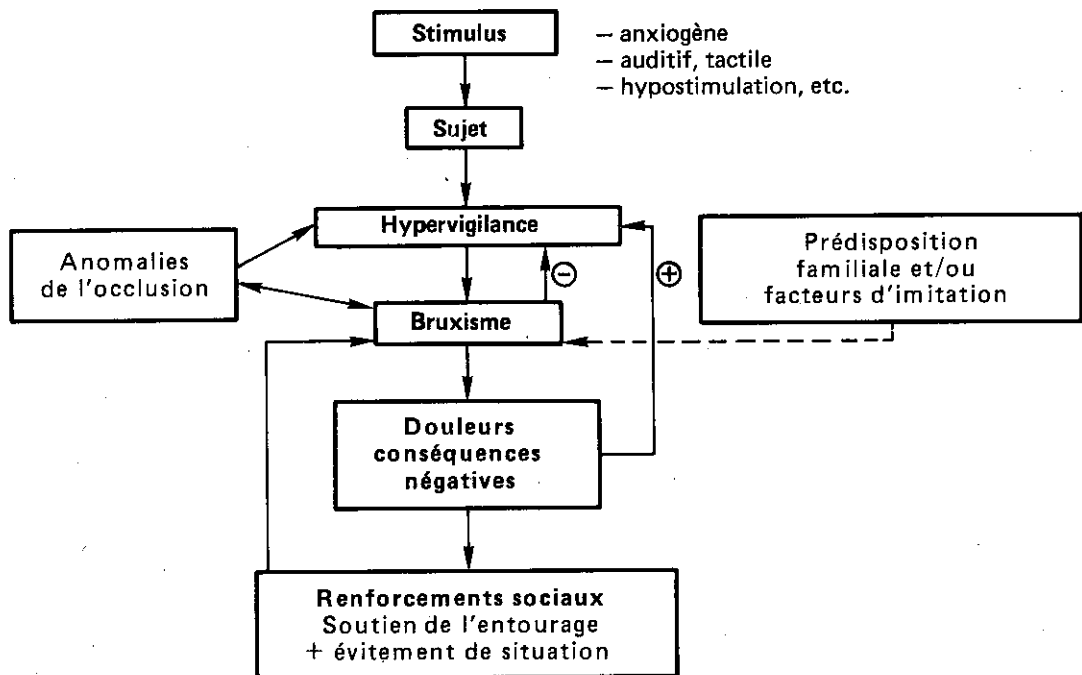 Stimulus
– anxiogène
– auditif, tactile
– hypostimulation, etc.
Sujet
Hypervigilance
Anomalies
de l'occlusion
Prédisposition
familiale et/ou
facteurs d'imitation
−
+
Bruxisme
Douleurs
conséquences
négatives
Renforcements sociaux
Soutien de l'entourage
+ évitement de situation